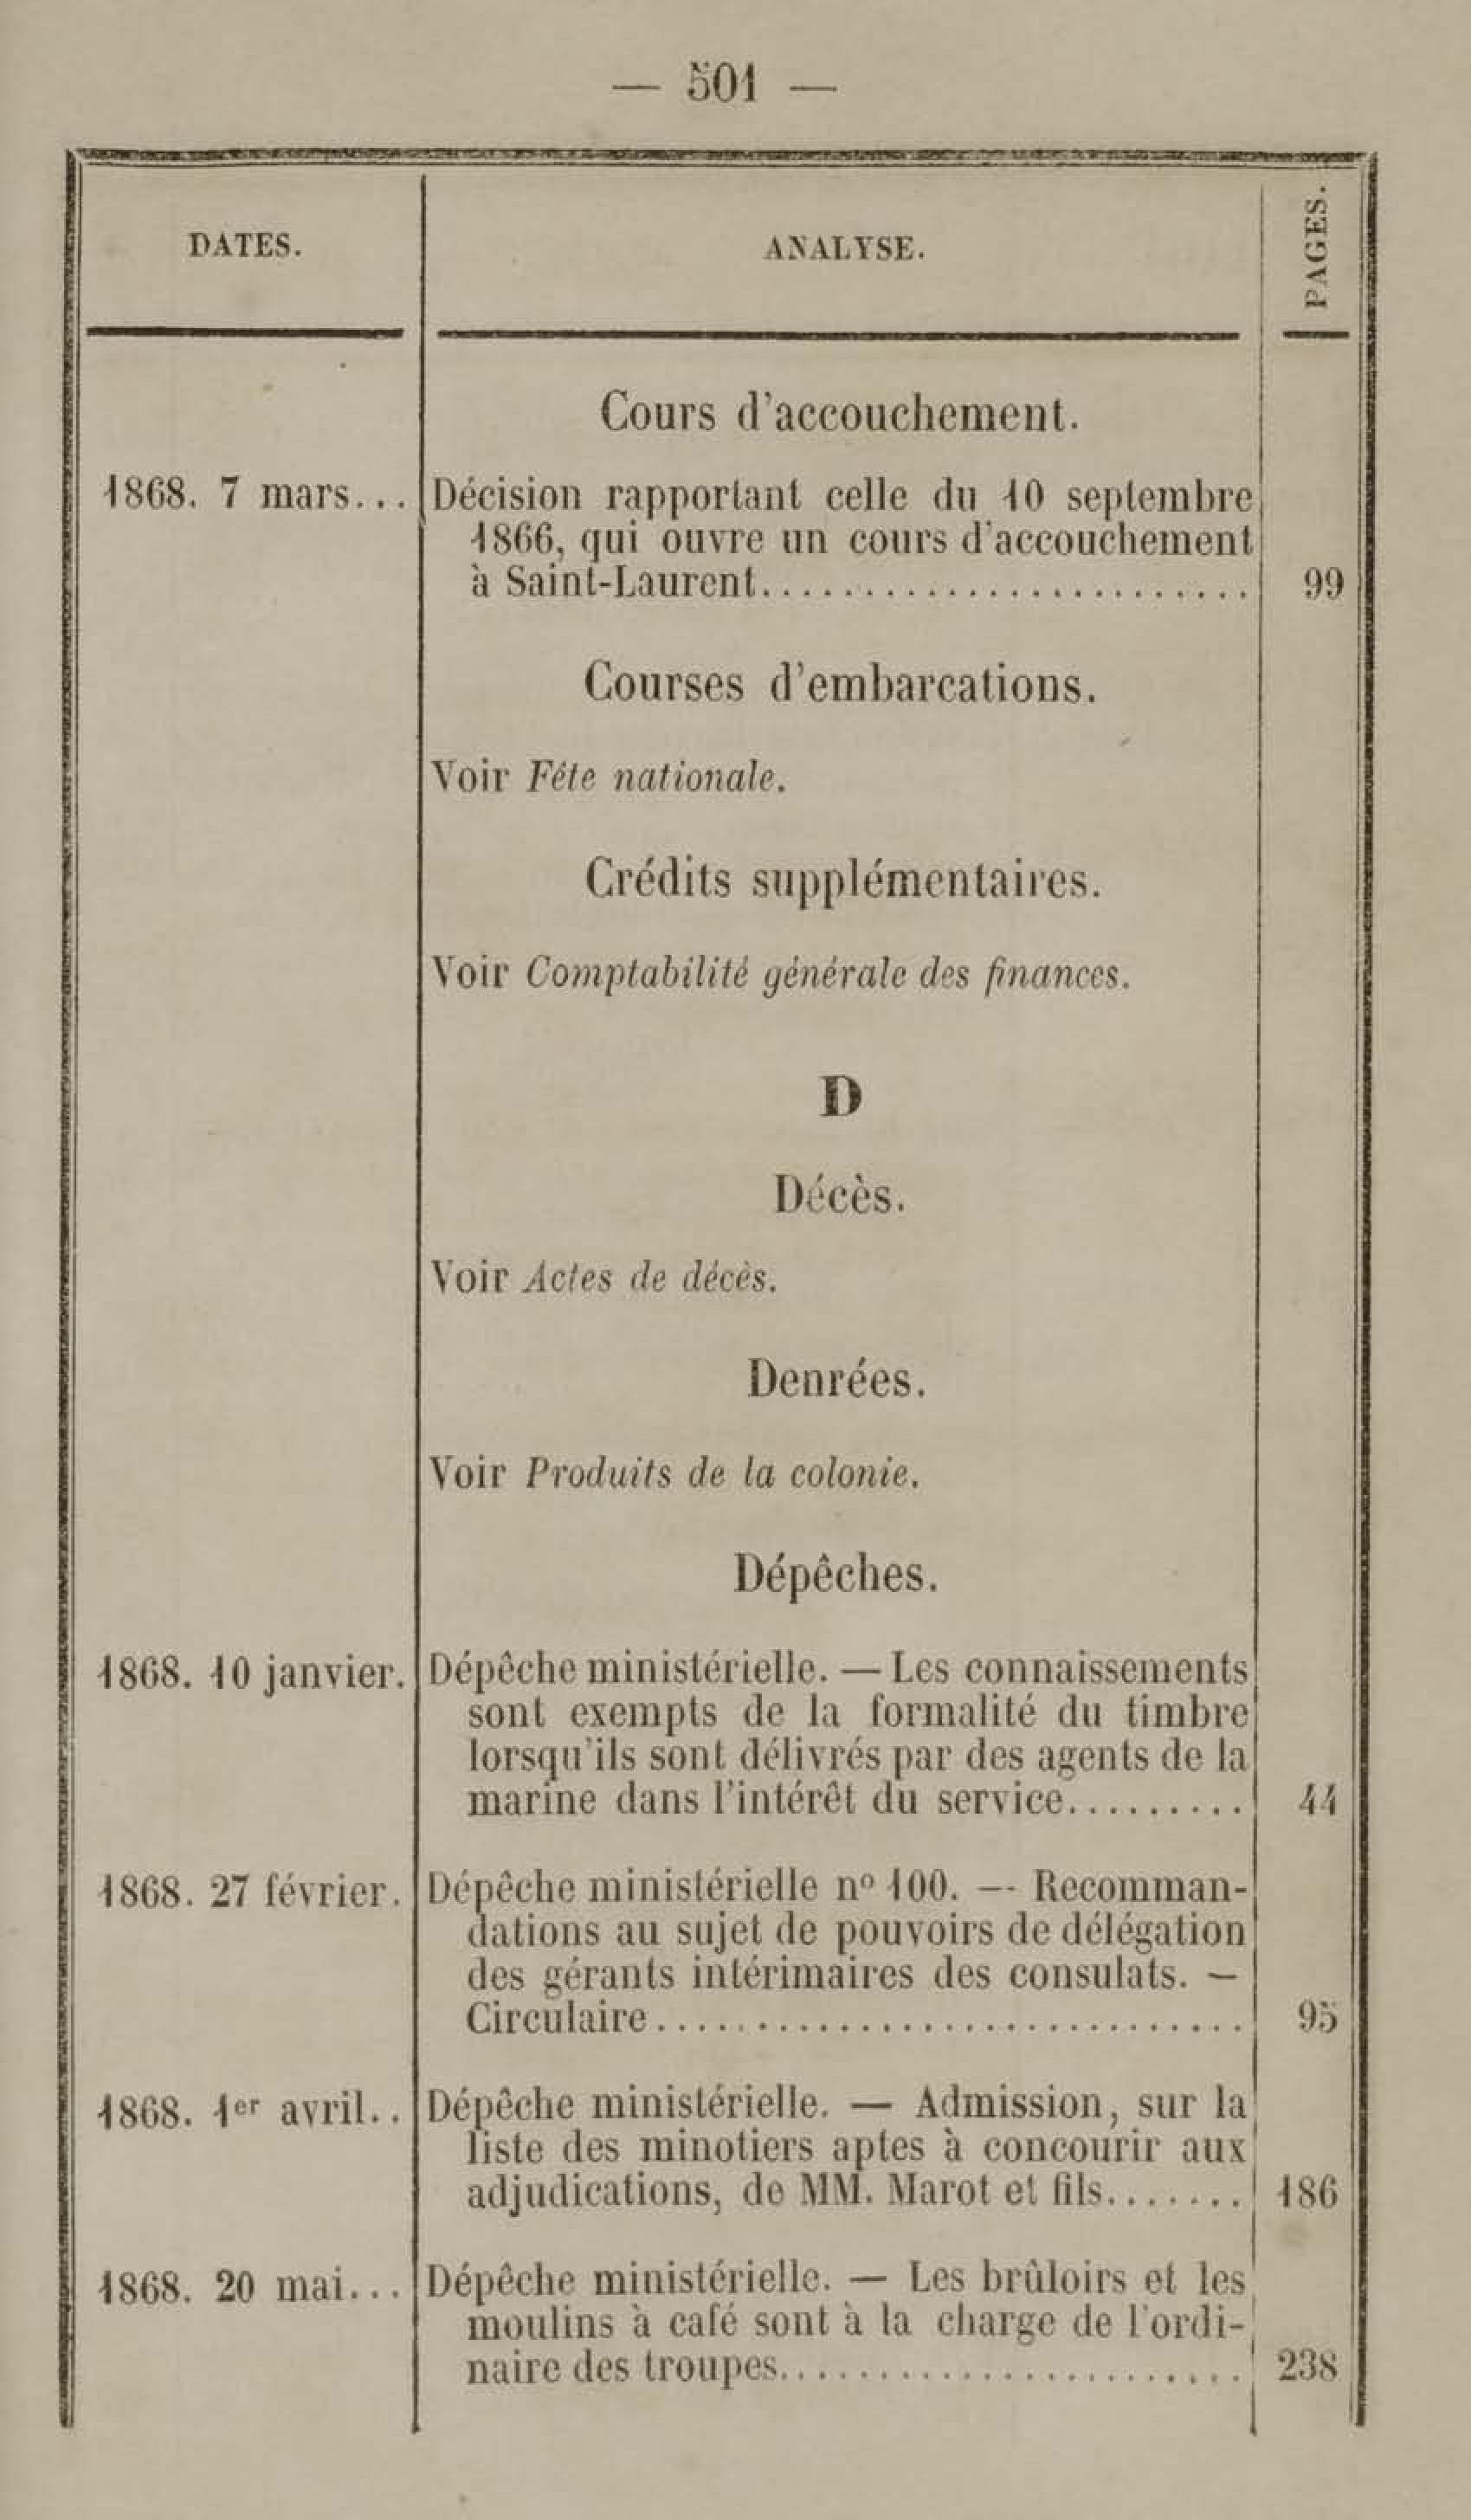 — 501 —
DATES.
ANALYSE.
PAGES.
Cours d'accouchement.
1868. 7 mars... Décision rapportant celle du 10 septembre
1866, qui ouvre un cours d'accouchement
à Saint-Laurent........................ 99
Courses d'embarcations.
Voir Fête nationale.
Crédits supplémentaires.
Voir Comptabilité générale des finances.
D
Décès.
Voir Actes de décès.
Denrées.
Voir Produits de la colonie.
Dépêches.
1868. 10 janvier. Dépêche ministérielle. — Les connaissements
sont exempts de la formalité du timbre
lorsqu'ils sont délivrés par des agents de la
marine dans l'intérêt du service......... 44
1868. 27 février. Dépêche ministérielle nº 100. — Recomman-
dations au sujet de pouvoirs de délégation
des gérants intérimaires des consulats. —
Circulaire............................. 95
1868. 1er avril.. Dépêche ministérielle. — Admission, sur la
liste des minotiers aptes à concourir aux
adjudications, de MM. Marot et fils....... 186
1868. 20 mai... Dépêche ministérielle. — Les brûloirs et les
moulins à café sont à la charge de l'ordi-
naire des troupes....................... 238